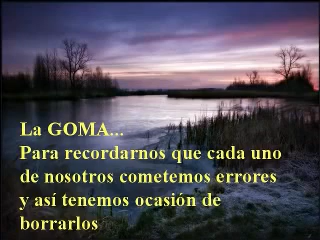 La GOMA...
Para recordarnos que cada uno
de nosotros cometemos errores
y así tenemos ocasión de
borrarlos